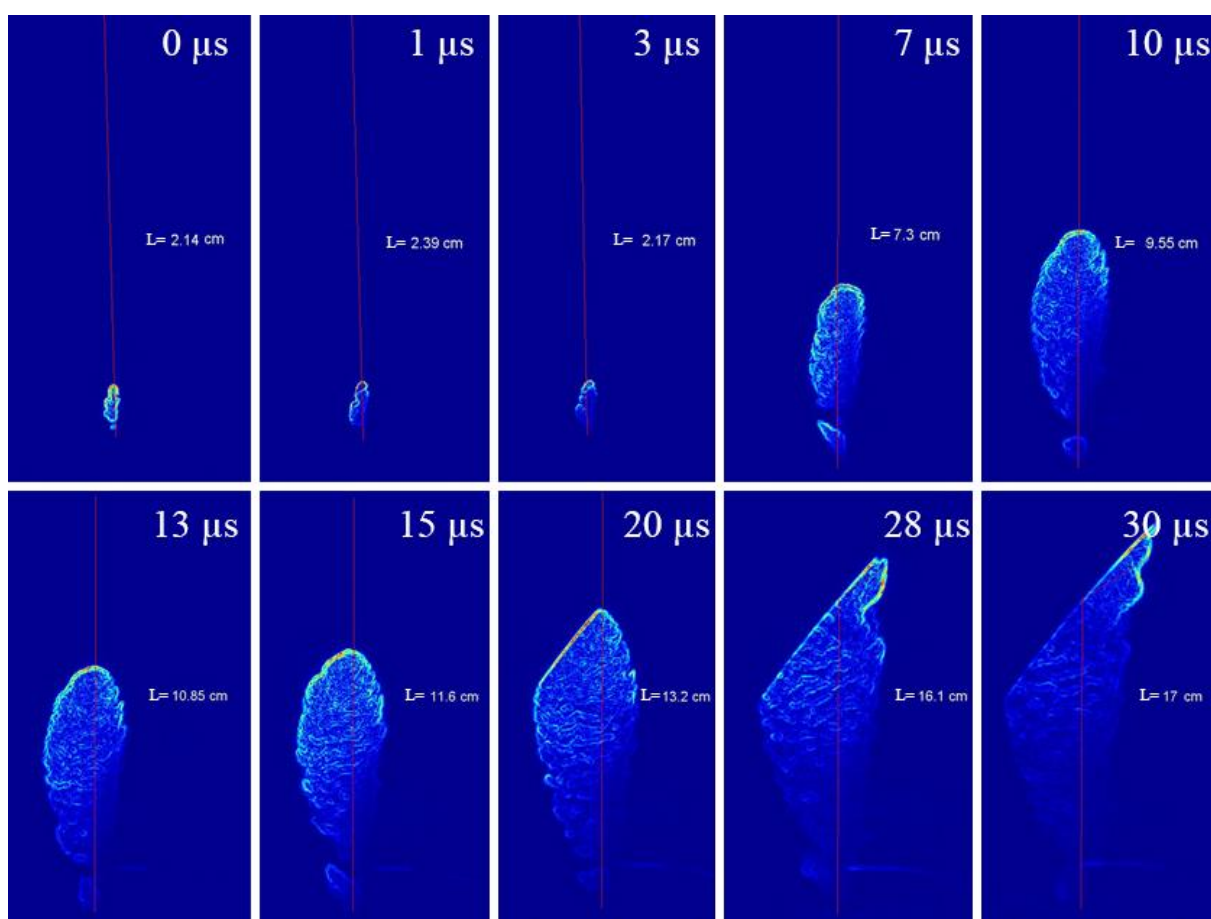 0 μs
L= 2.14 cm
1 μs
L= 2.39 cm
3 μs
L= 2.17 cm
7 μs
L= 7.3 cm
10 μs
L= 9.55 cm
13 μs
L= 10.85 cm
15 μs
L= 11.6 cm
20 μs
L= 13.2 cm
28 μs
L= 16.1 cm
30 μs
L= 17 cm